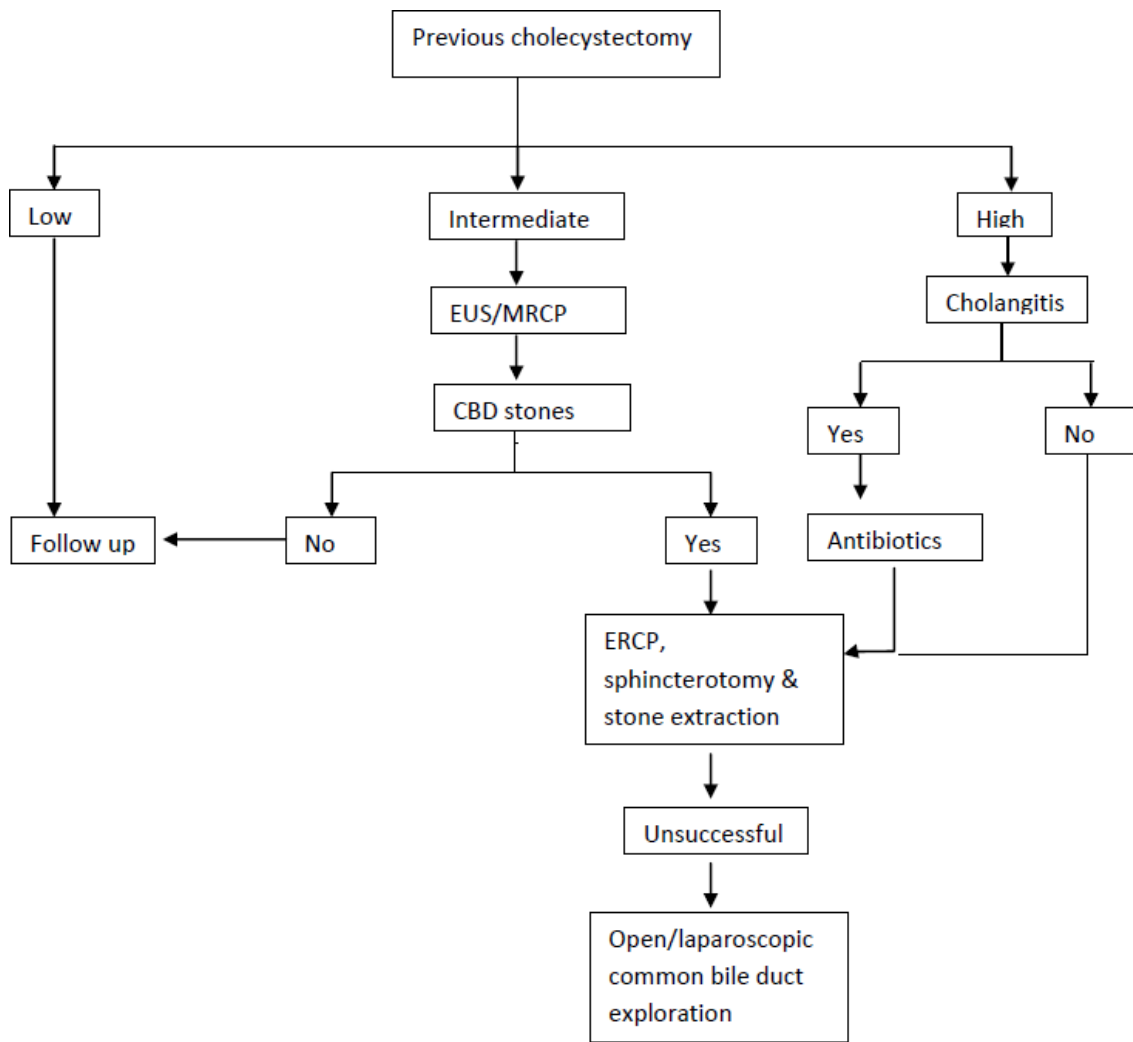 Previous cholecystectomy
Low
Intermediate
High
EUS/MRCP
Cholangitis
CBD stones
Yes
No
Follow up
No
Yes
Antibiotics
ERCP,
sphincterotomy &
stone extraction
Unsuccessful
Open/laparoscopic
common bile duct
exploration